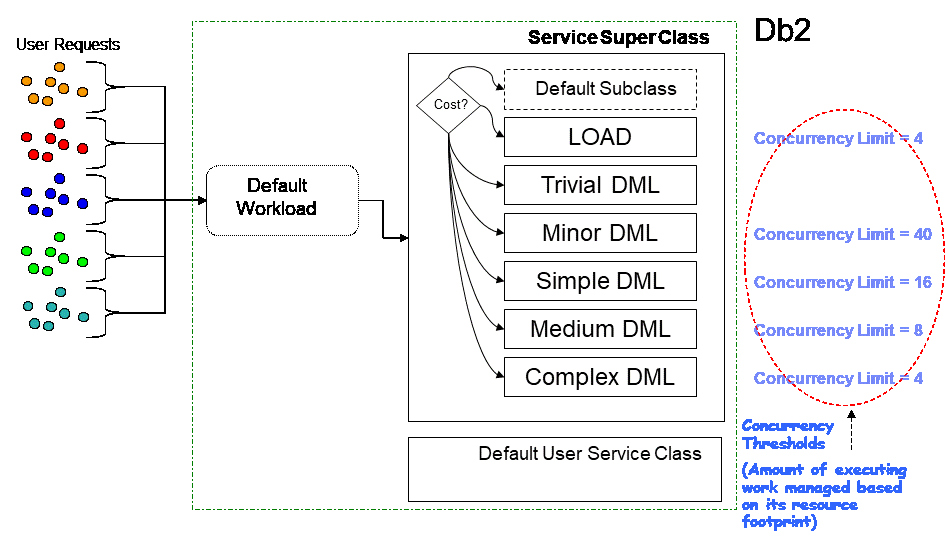 User Requests
Service Super Class
Db2
Cost?
Default Subclass
LOAD
Concurrency Limit = 4
Trivial DML
Default
Workload
Minor DML
Concurrency Limit = 40
Simple DML
Concurrency Limit = 16
Medium DML
Concurrency Limit = 8
Complex DML
Concurrency Limit = 4
Concurrency
Thresholds
Default User Service Class
(Amount of executing
work managed based
on its resource
footprint)